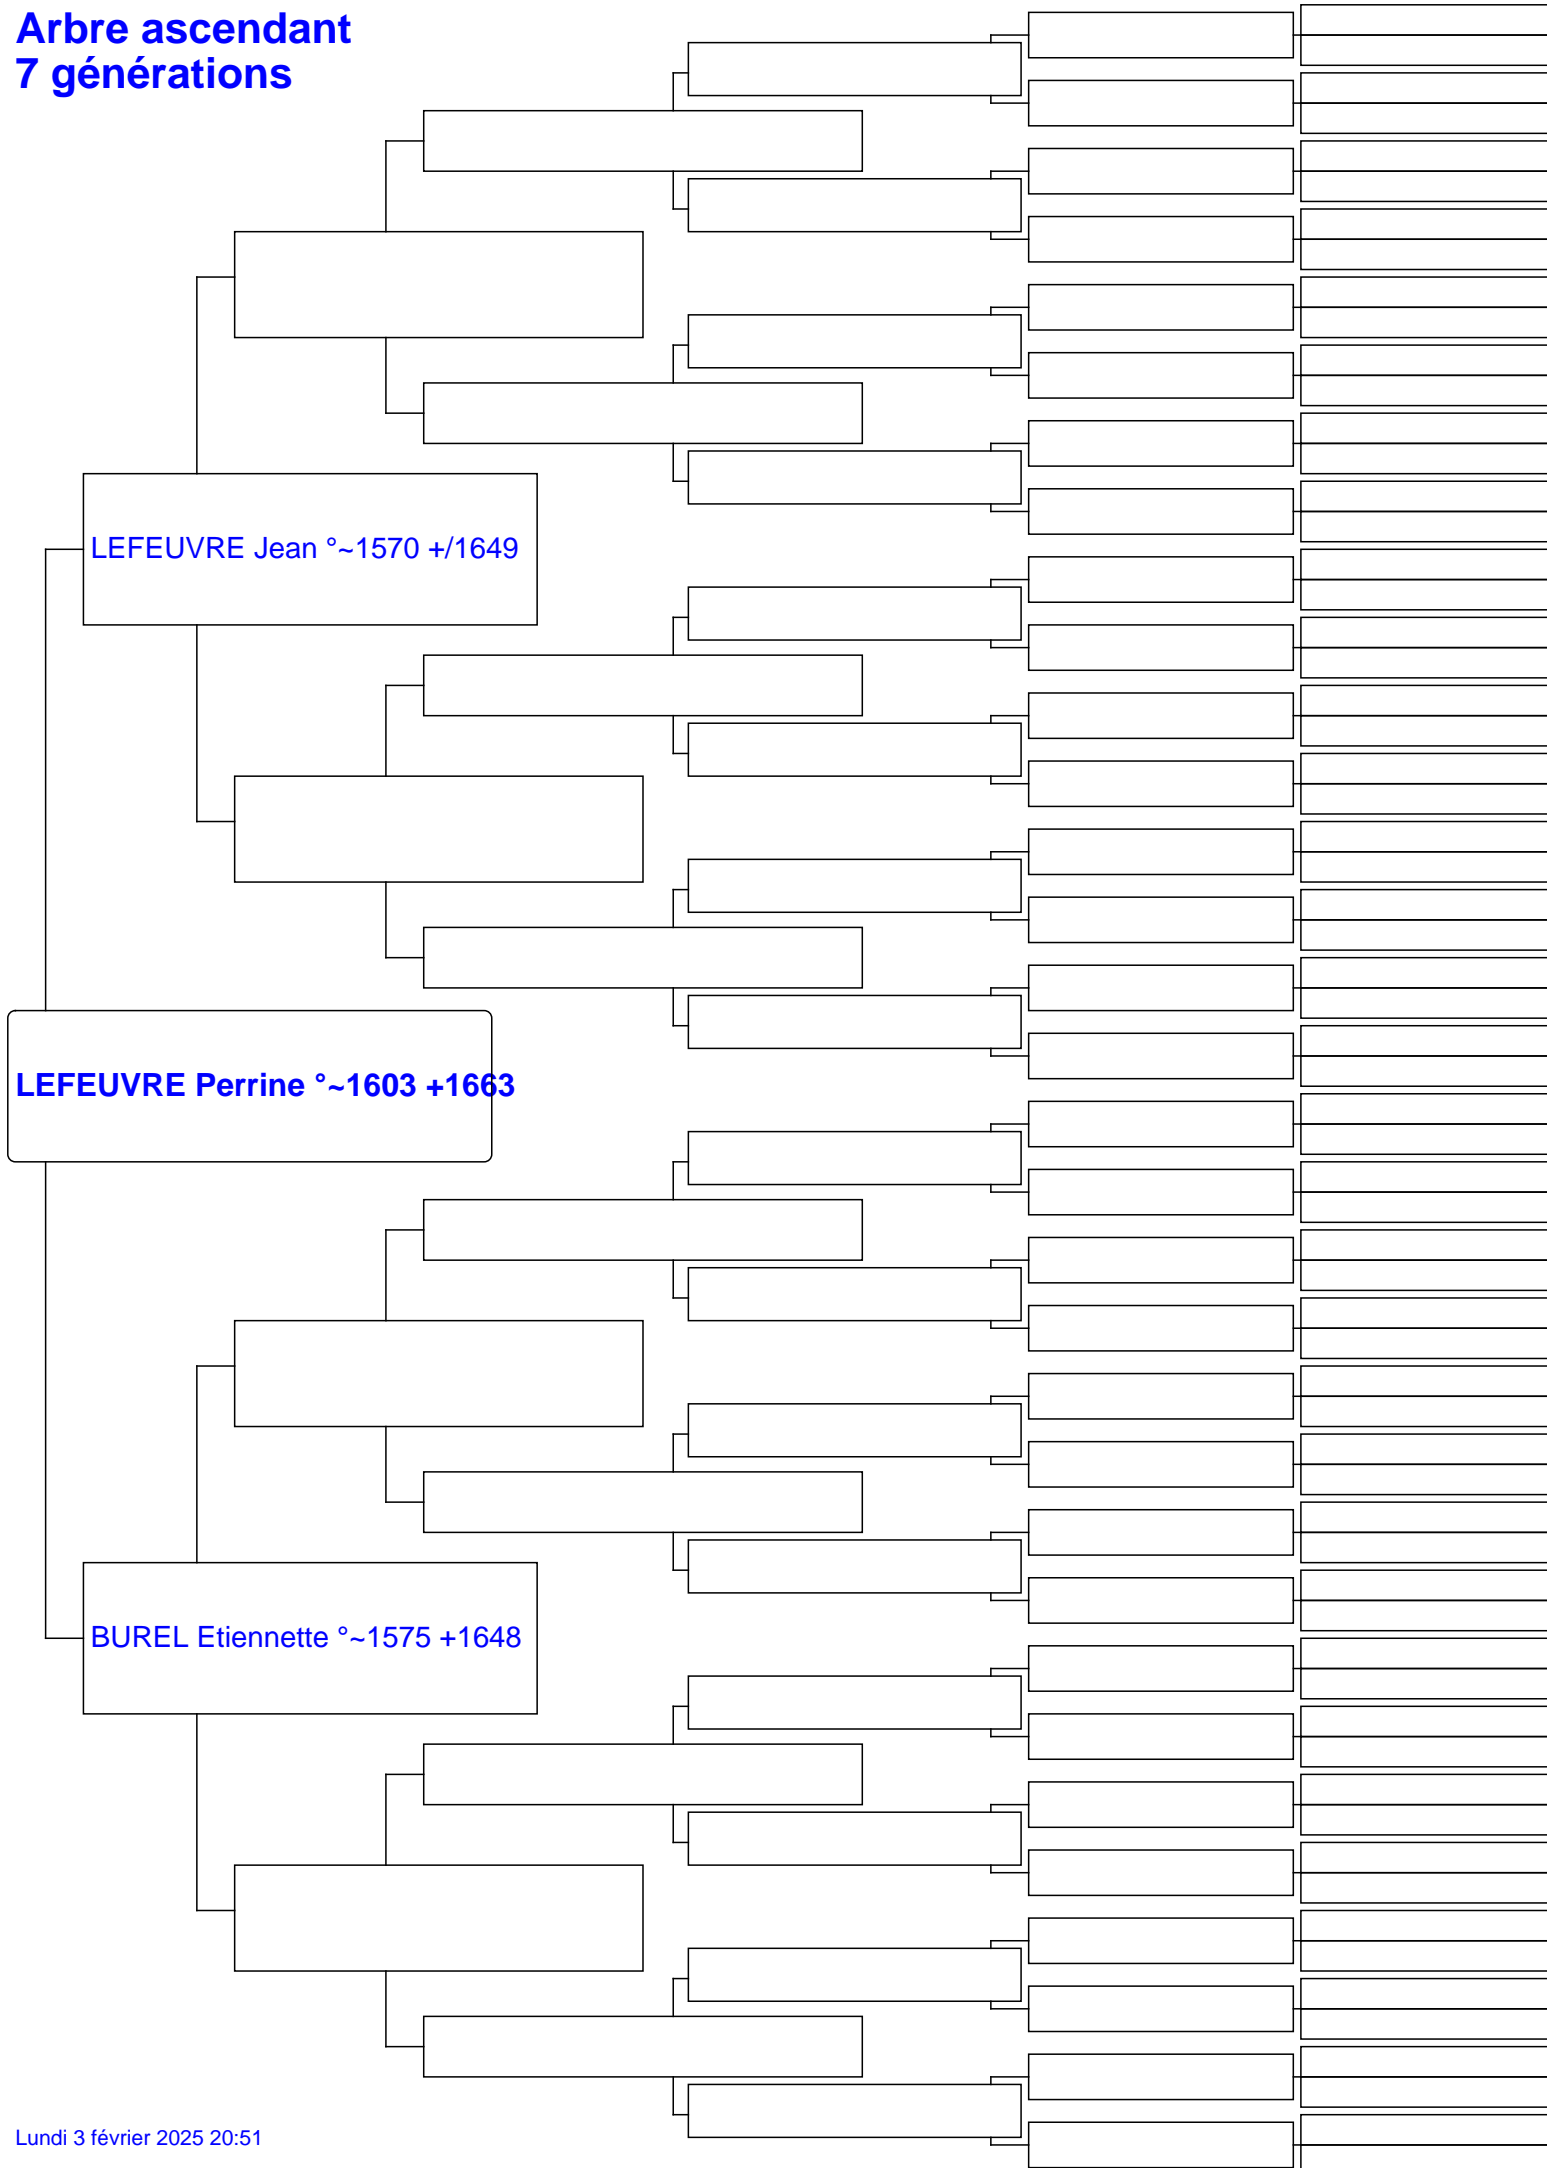 Arbre ascendant
7 générations
LEFEUVRE Jean °~1570 +/1649
LEFEUVRE Perrine °~1603 +1663
BUREL Etiennette °~1575 +1648
Lundi 3 février 2025 20:51